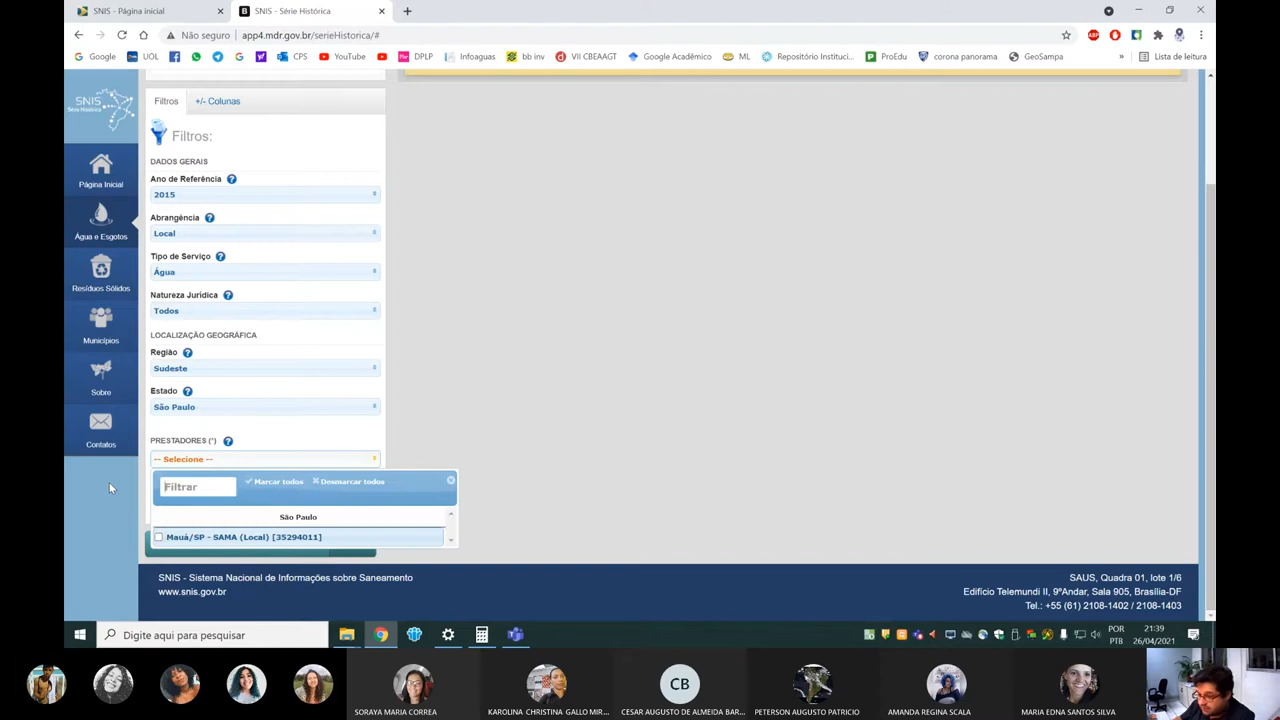 SNIS - Página inicial
SNIS - Série Histórica
Não seguro
app4.mdr.gov.br/serieHistorica/#
Google
UOL
CPS
YouTube
DPLP
Infoaguas
bb inv
VII CBEAAGT
Google Acadêmico
ML
Repositório Instituci...
ProEdu
corona panorama
GeoSampa
»
Lista de leitura
SNIS
Série Histórica
Página Inicial
Água e Esgotos
Resíduos Sólidos
Municípios
Sobre
Contatos
Filtros
+/- Colunas
Filtros:
DADOS GERAIS
Ano de Referência
2015
Abrangência
Local
Tipo de Serviço
Água
Natureza Jurídica
Todos
LOCALIZAÇÃO GEOGRÁFICA
Região
Sudeste
Estado
São Paulo
PRESTADORES (*)
-- Selecione --
Filtrar
Marcar todos
Desmarcar todos
São Paulo
Mauá/SP - SAMA (Local) [35294011]
SNIS - Sistema Nacional de Informações sobre Saneamento
www.snis.gov.br
SAUS, Quadra 01, lote 1/6
Edifício Telemundi II, 9ºAndar, Sala 905, Brasília-DF
Tel.: +55 (61) 2108-1402 / 2108-1403
Digite aqui para pesquisar
POR
PTB
21:39
26/04/2021
CB
SORAYA MARIA CORREA
KAROLINA CHRISTINA GALLO MIR...
CESAR AUGUSTO DE ALMEIDA BAR...
PETERSON AUGUSTO PATRICIO
AMANDA REGINA SCALA
MARIA EDNA SANTOS SILVA